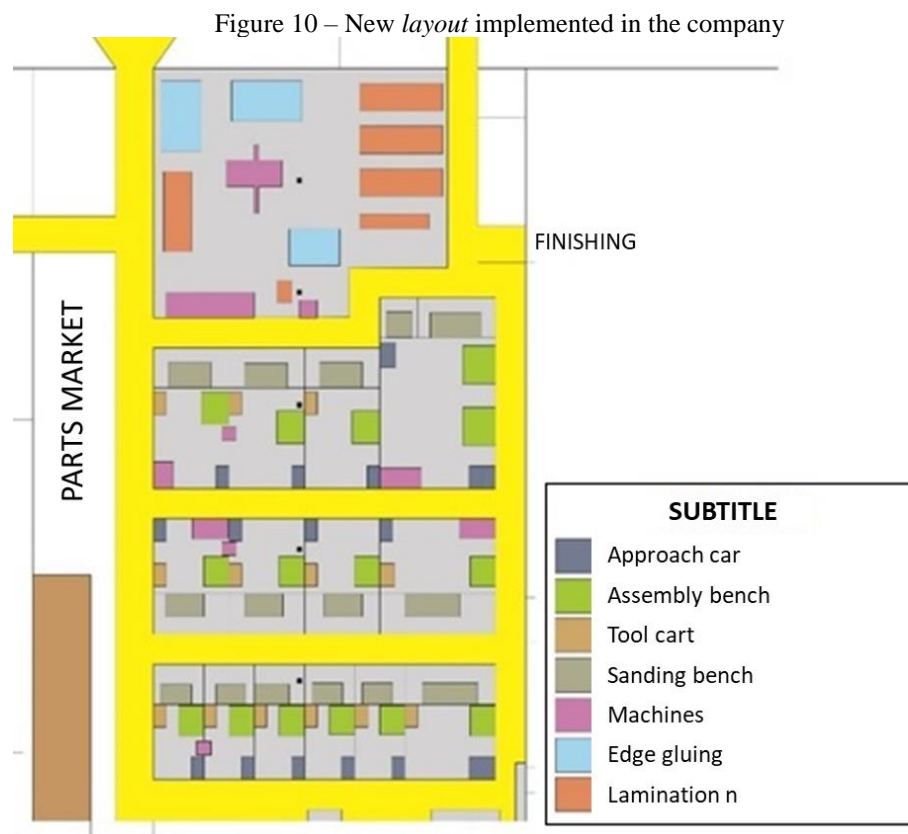 Figure 10 – New layout implemented in the company
FINISHING
PARTS MARKET
SUBTITLE
Approach car
Assembly bench
Tool cart
Sanding bench
Machines
Edge gluing
Lamination n